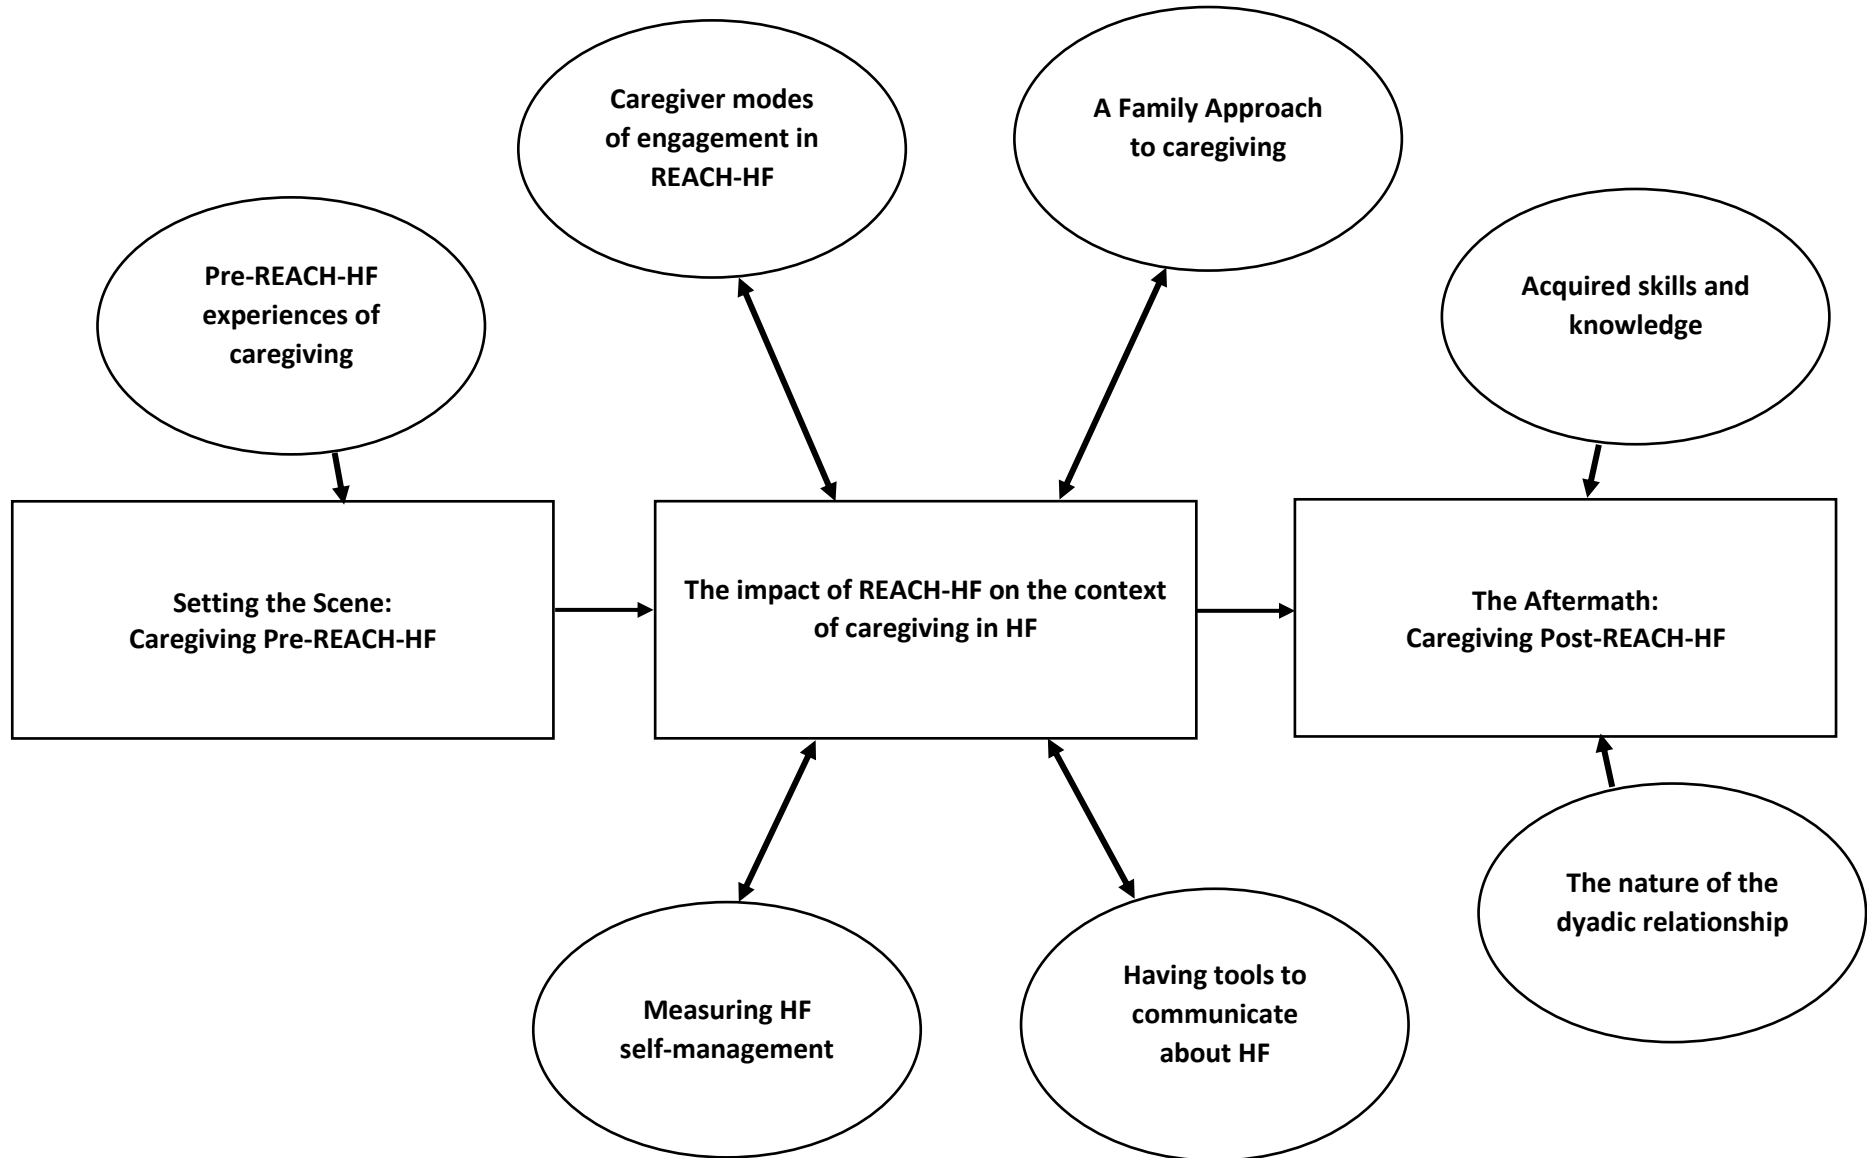 Caregiver modes
of engagement in
REACH-HF
A Family Approach
to caregiving
Pre-REACH-HF
experiences of
caregiving
Acquired skills and
knowledge
Setting the Scene:
Caregiving Pre-REACH-HF
The impact of REACH-HF on the context
of caregiving in HF
The Aftermath:
Caregiving Post-REACH-HF
Measuring HF
self-management
Having tools to
communicate
about HF
The nature of the
dyadic relationship